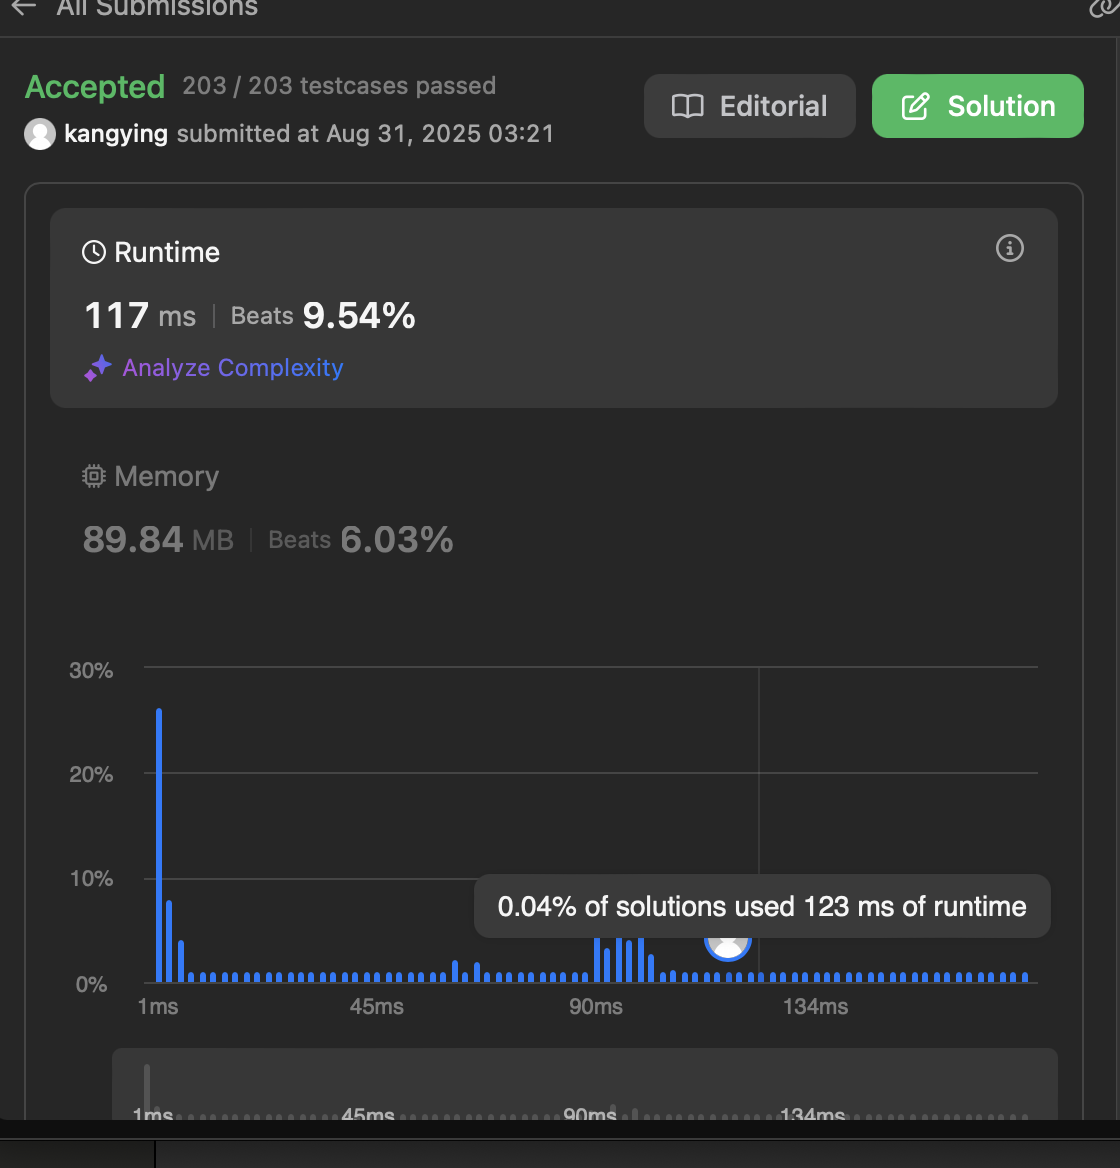 All Submissions
Accepted 203 / 203 testcases passed
kangying submitted at Aug 31, 2025 03:21
Editorial
Solution
Runtime
117 ms | Beats 9.54%
Analyze Complexity
Memory
89.84 MB | Beats 6.03%
30%
20%
10%
0.04% of solutions used 123 ms of runtime
0%
1ms 45ms 90ms 134ms
1ms 45ms 90ms 134ms